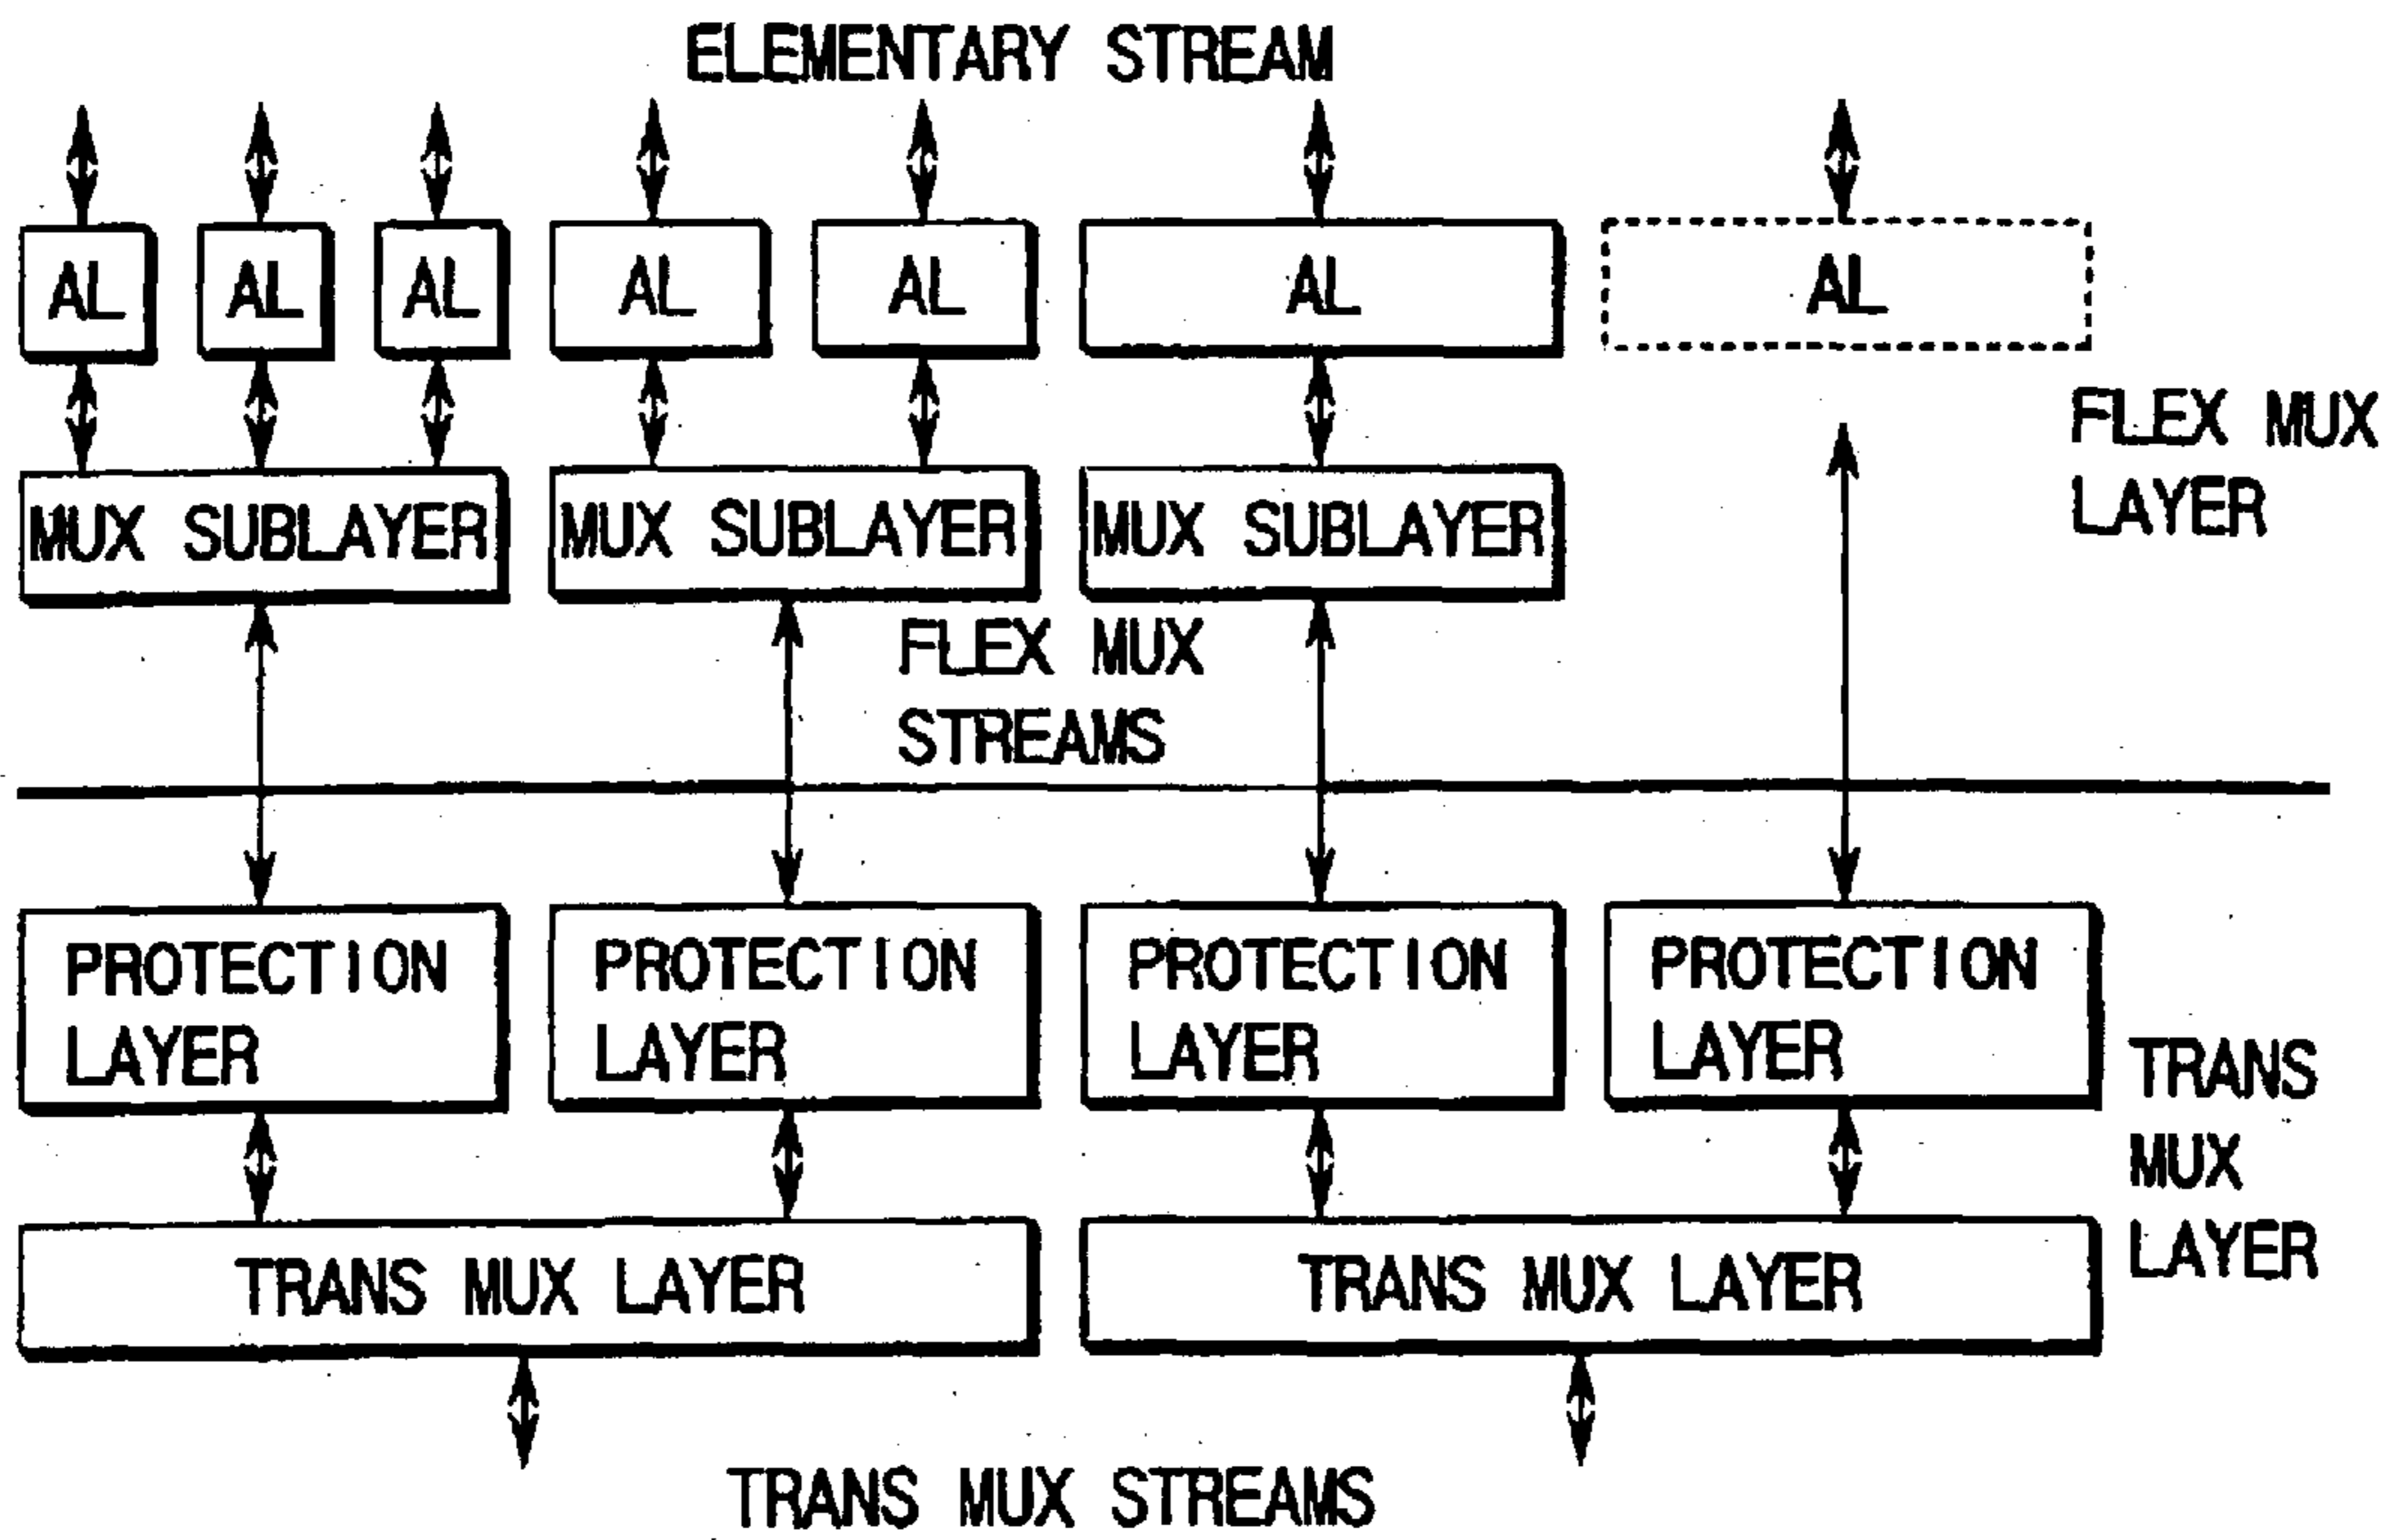 ELEMENTARY STREAM
AL AL AL AL AL AL AL
FLEX MUX
LAYER
MUX SUBLAYER MUX SUBLAYER MUX SUBLAYER
FLEX MUX
STREAMS
PROTECTION PROTECTION PROTECTION PROTECTION
LAYER LAYER LAYER LAYER
TRANS
MUX
LAYER
TRANS MUX LAYER TRANS MUX LAYER
TRANS MUX STREAMS